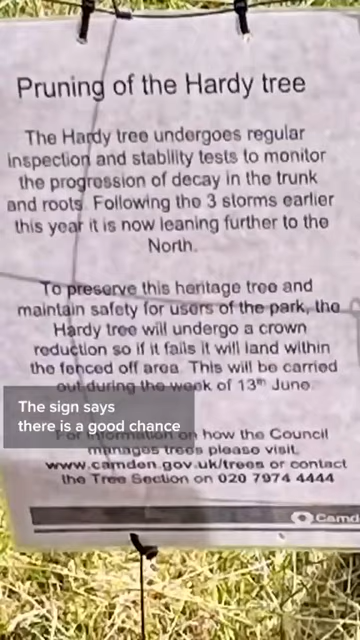 Pruning of the Hardy tree
The Hardy tree undergoes regular
inspection and stability tests to monitor
the progression of decay in the trunk
and roots. Following the 3 storms earlier
this year it is now leaning further to the
North.
To preserve this heritage tree and
maintain safety for users of the park, the
Hardy tree will undergo a crown
reduction so if it fails it will land within
the fenced off area. This will be carried
out during the week of 13th June.
The sign says
there is a good chance
For information on how the Council
manages trees please visit.
www.camden.gov.uk/trees or contact
the Tree Section on 020 7974 4444
Camd